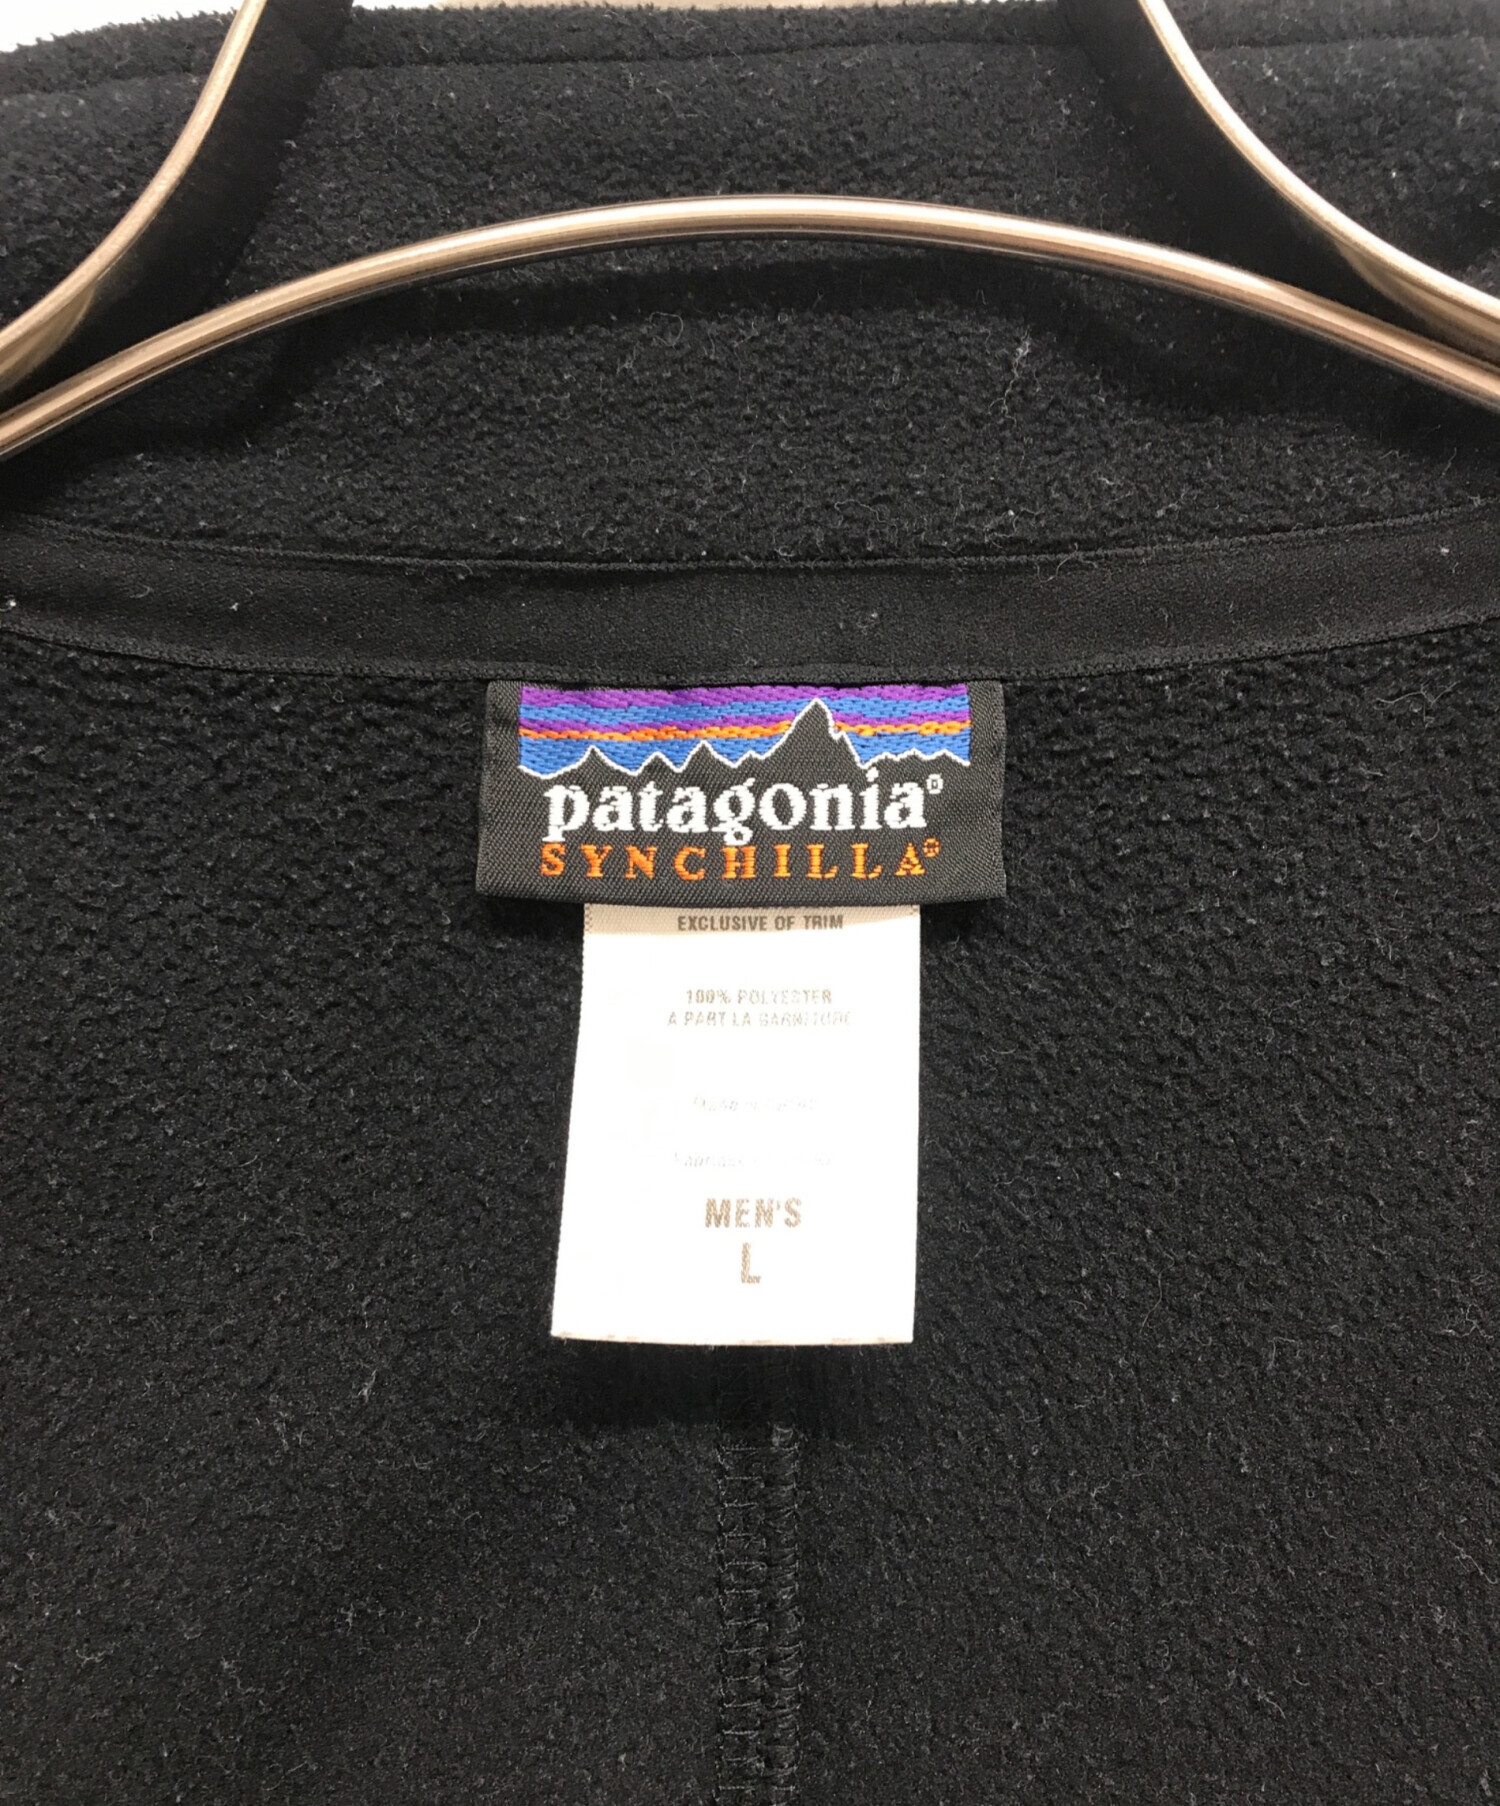 patagonia®
SYNCHILLA®
EXCLUSIVE OF TRIM
100% POLYESTER
A PART LA GARNITURE
MEN'S
L